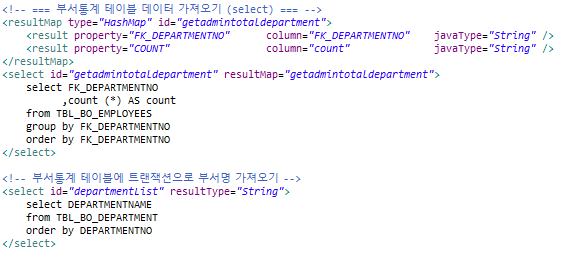 <!-- === 부서통계 테이블 데이터 가져오기 (select) === -->
<resultMap type="HashMap" id="getadmintotaldepartment">
    <result property="FK_DEPARTMENTNO"      column="FK_DEPARTMENTNO"    javaType="String" />
    <result property="COUNT"                column="count"              javaType="String" />
</resultMap>
<select id="getadmintotaldepartment" resultMap="getadmintotaldepartment">
    select FK_DEPARTMENTNO
          ,count (*) AS count
    from TBL_BO_EMPLOYEES
    group by FK_DEPARTMENTNO
    order by FK_DEPARTMENTNO
</select>

<!-- 부서통계 테이블에 트랜잭션으로 부서명 가져오기 -->
<select id="departmentList" resultType="String">
    select DEPARTMENTNAME
    from TBL_BO_DEPARTMENT
    order by DEPARTMENTNO
</select>